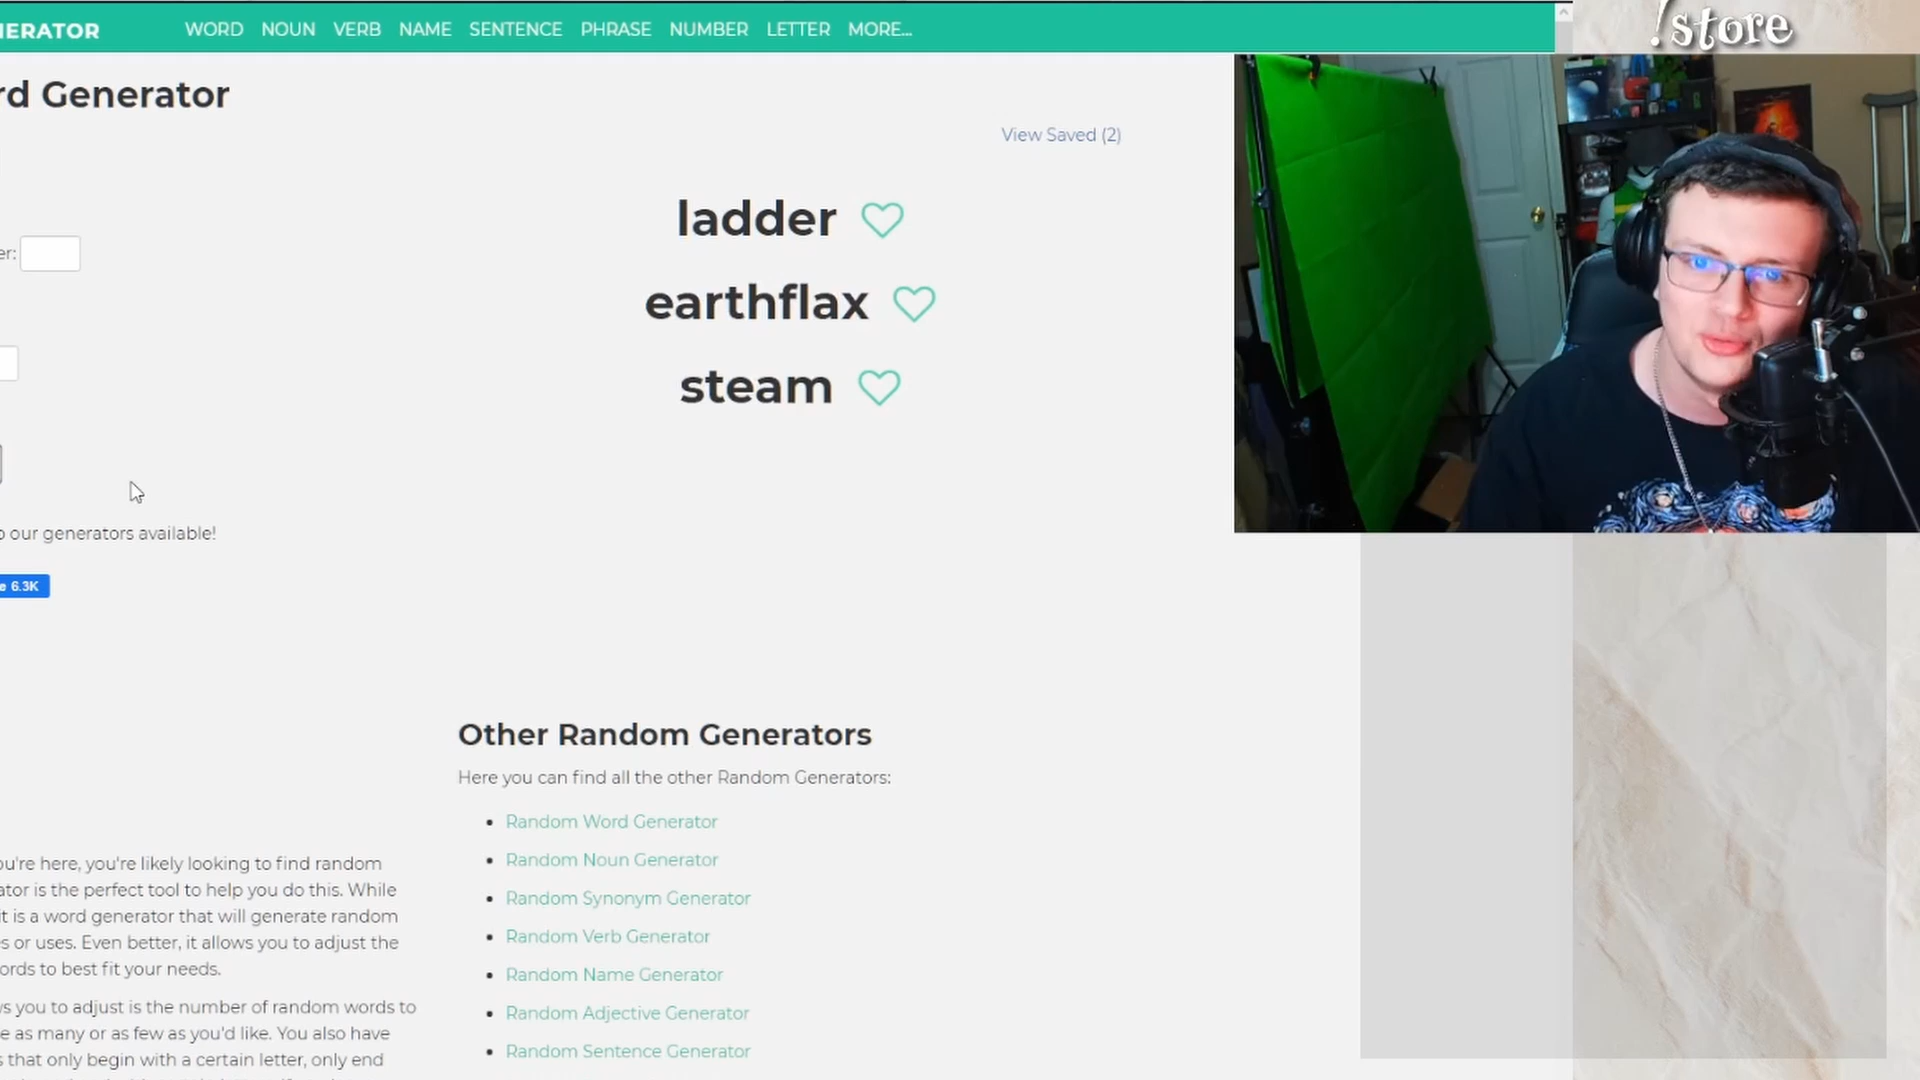 !store
ERATOR WORD NOUN VERB NAME SENTENCE PHRASE NUMBER LETTER MORE...
rd Generator
View Saved (2)
ladder
er:
earthflax
steam
o our generators available!
e 6.3K
Other Random Generators
Here you can find all the other Random Generators:
Random Word Generator
Random Noun Generator
Random Synonym Generator
Random Verb Generator
Random Name Generator
Random Adjective Generator
Random Sentence Generator
ou're here, you're likely looking to find random
ator is the perfect tool to help you do this. While
it is a word generator that will generate random
s or uses. Even better, it allows you to adjust the
ords to best fit your needs.
s you to adjust is the number of random words to
e as many or as few as you'd like. You also have
s that only begin with a certain letter, only end